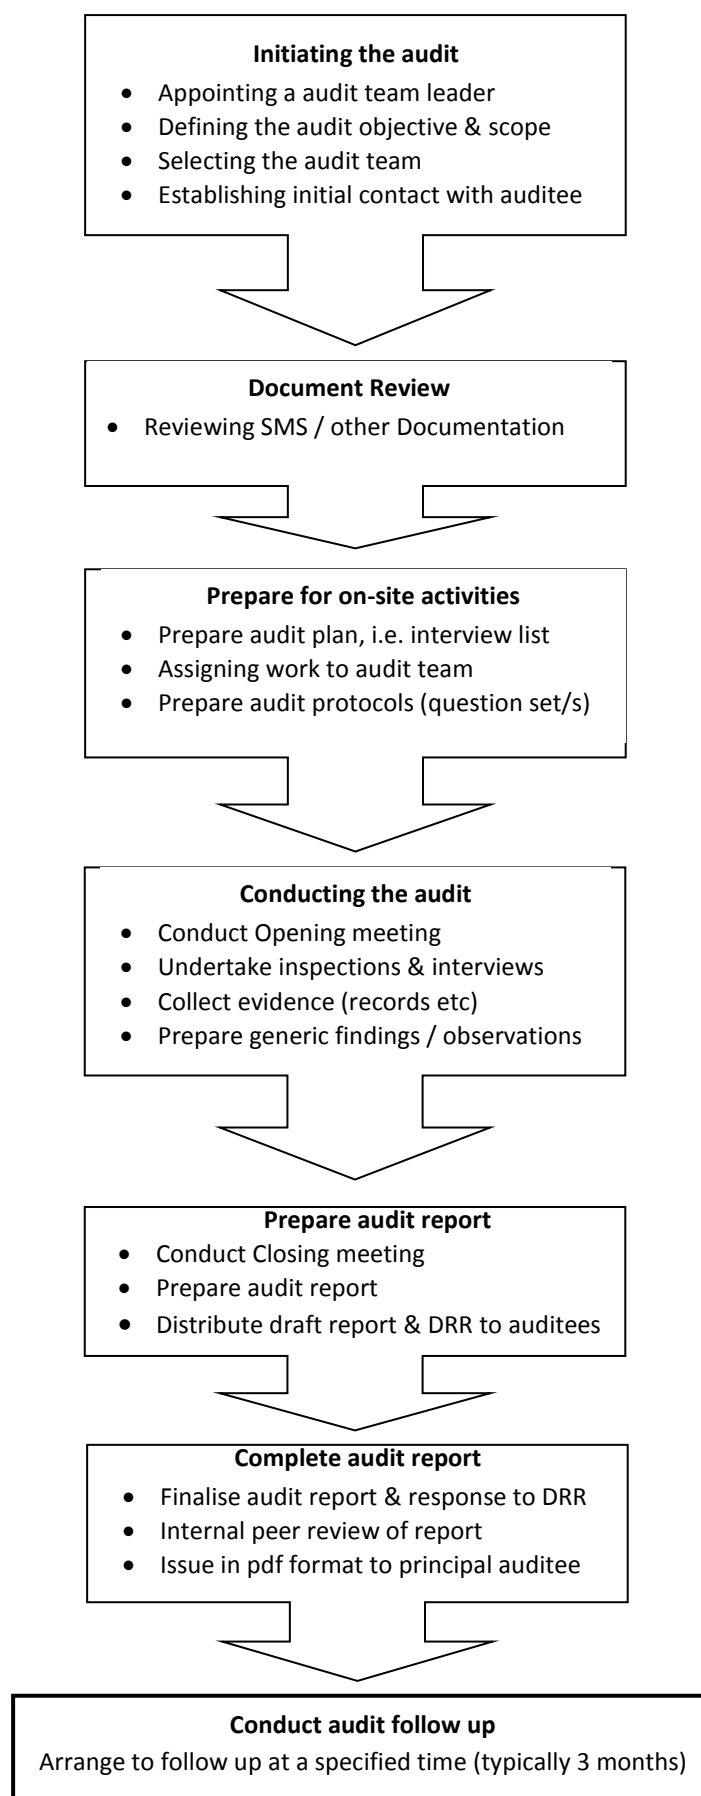 Initiating the audit
• Appointing a audit team leader
• Defining the audit objective & scope
• Selecting the audit team
• Establishing initial contact with auditee
Document Review
• Reviewing SMS / other Documentation
Prepare for on-site activities
• Prepare audit plan, i.e. interview list
• Assigning work to audit team
• Prepare audit protocols (question set/s)
Conducting the audit
• Conduct Opening meeting
• Undertake inspections & interviews
• Collect evidence (records etc)
• Prepare generic findings / observations
Prepare audit report
• Conduct Closing meeting
• Prepare audit report
• Distribute draft report & DRR to auditees
Complete audit report
• Finalise audit report & response to DRR
• Internal peer review of report
• Issue in pdf format to principal auditee
Conduct audit follow up
Arrange to follow up at a specified time (typically 3 months)